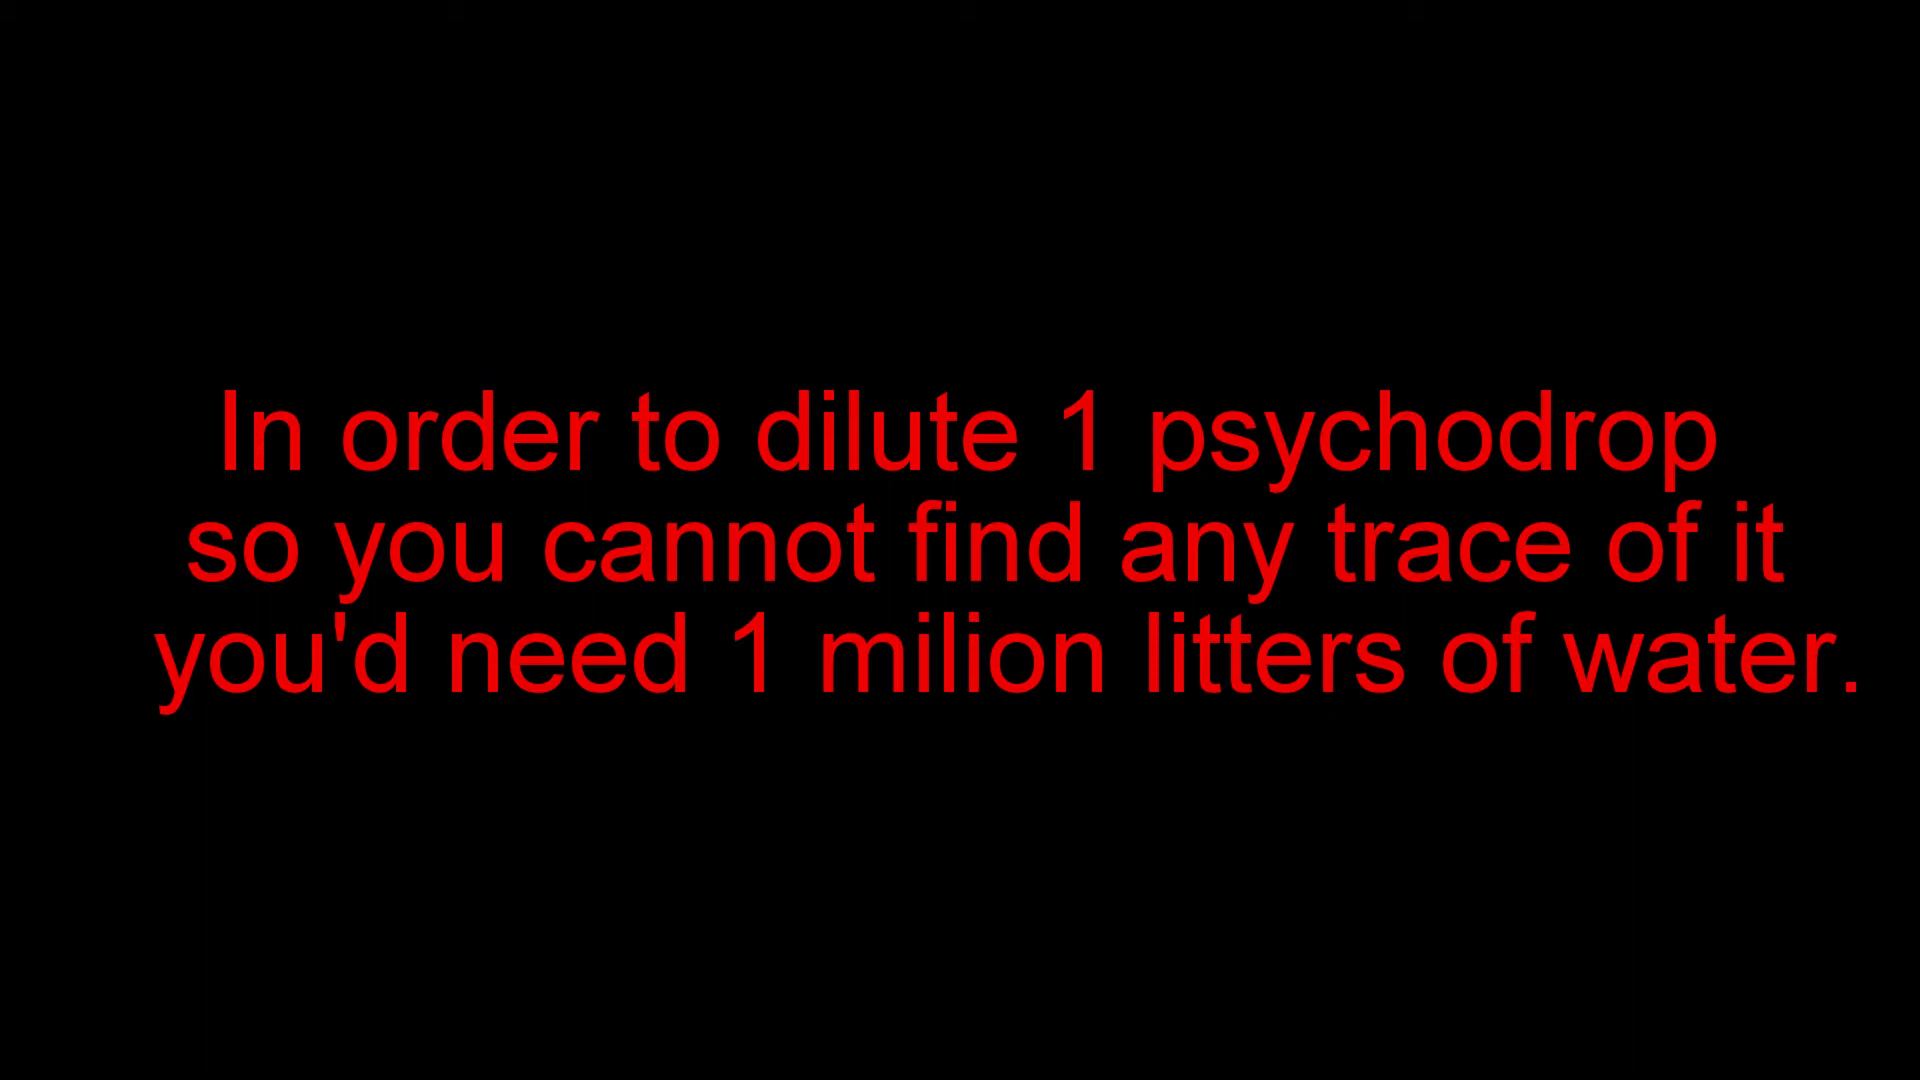 In order to dilute 1 psychodrop
so you cannot find any trace of it
you'd need 1 milion litters of water.